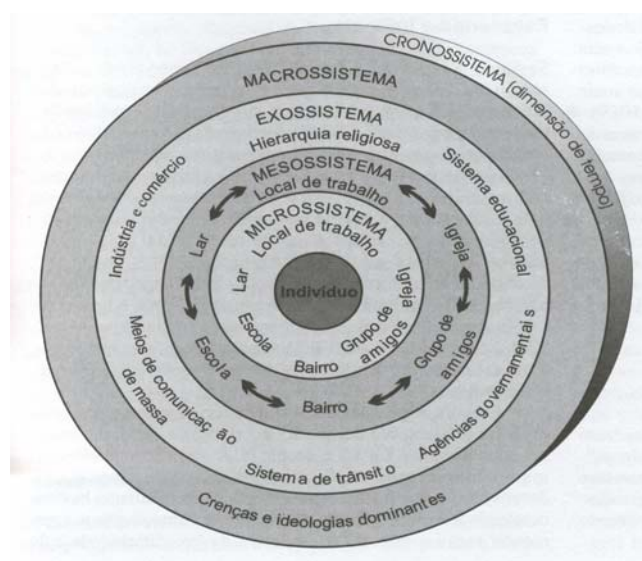 CRONOSSISTEMA (dimensão de tempo)
MACROSSISTEMA
EXOSSISTEMA
Hierarquia religiosa
Indústria e comércio
Sistema educacional
MESOSSISTEMA
Local de trabalho
Lar
Igreja
MICROSSISTEMA
Local de trabalho
Lar
Igreja
Indivíduo
Escola
Grupo de
amigos
Bairro
Escola
Grupo de
amigos
Bairro
Meios de comunicação
de massa
Agências governamentais
Sistema de trânsito
Crenças e ideologias dominantes